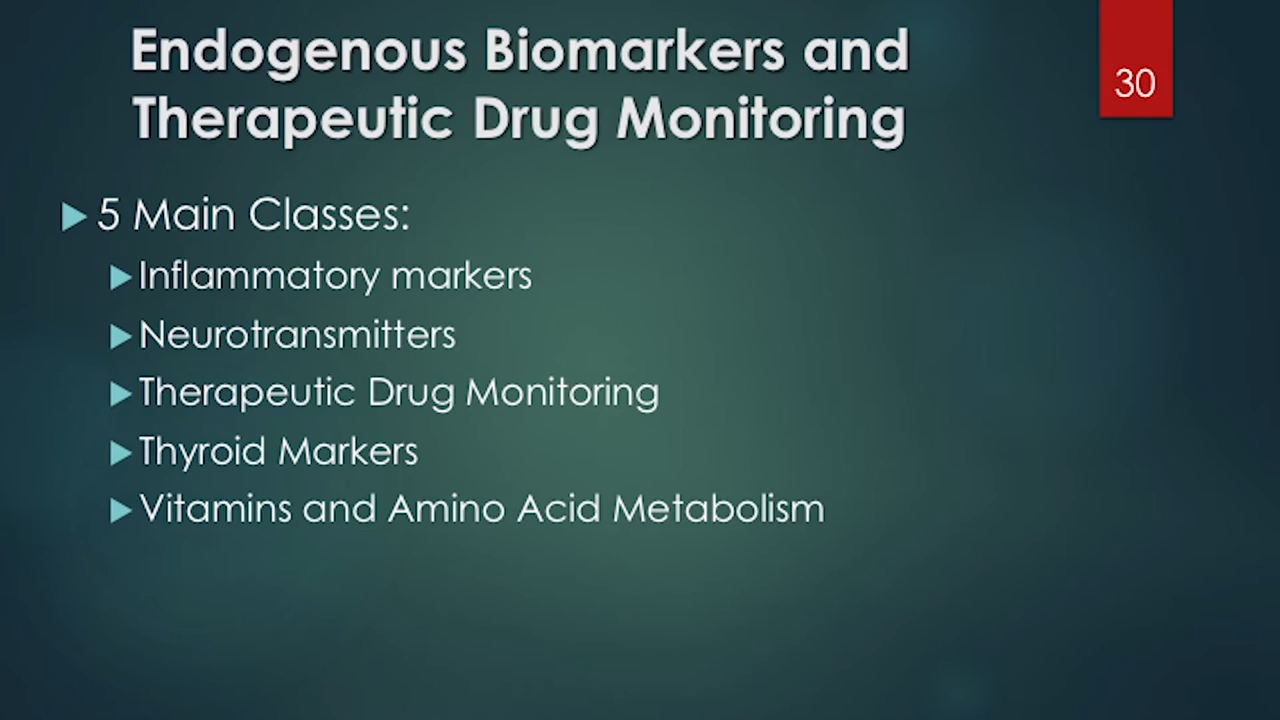 Endogenous Biomarkers and
Therapeutic Drug Monitoring
30
5 Main Classes:
Inflammatory markers
Neurotransmitters
Therapeutic Drug Monitoring
Thyroid Markers
Vitamins and Amino Acid Metabolism